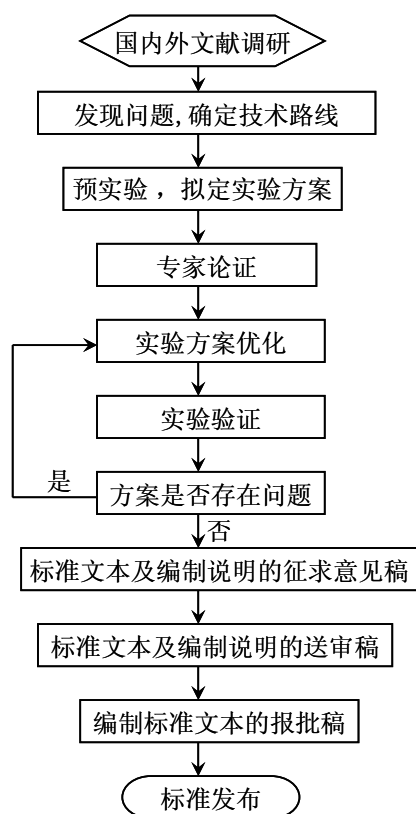 国内外文献调研
发现问题,确定技术路线
预实验，拟定实验方案
专家论证
实验方案优化
实验验证
是
方案是否存在问题
否
标准文本及编制说明的征求意见稿
标准文本及编制说明的送审稿
编制标准文本的报批稿
标准发布